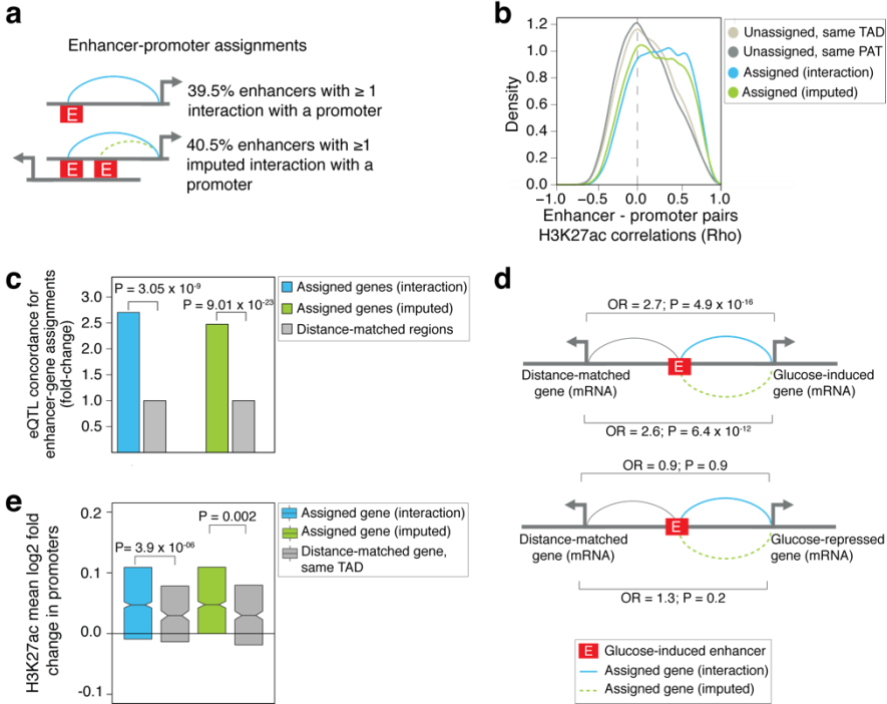 a
Enhancer-promoter assignments
E
39.5% enhancers with ≥ 1
interaction with a promoter
E E
40.5% enhancers with ≥1
imputed interaction with a
promoter
b
Density
1.2
1.0
0.8
0.6
0.4
0.2
0.0
−1.0 −0.5 0.0 0.5 1.0
Enhancer - promoter pairs
H3K27ac correlations (Rho)
Unassigned, same TAD
Unassigned, same PAT
Assigned (interaction)
Assigned (imputed)
c
eQTL concordance for
enhancer-gene assignments
(fold-change)
3.0
2.5
2.0
1.5
1.0
0.5
P = 3.05 x 10⁻⁹
P = 9.01 x 10⁻²³
Assigned genes (interaction)
Assigned genes (imputed)
Distance-matched regions
d
OR = 2.7; P = 4.9 x 10⁻¹⁶
E
Distance-matched
gene (mRNA)
Glucose-induced
gene (mRNA)
OR = 2.6; P = 6.4 x 10⁻¹²
OR = 0.9; P = 0.9
E
Distance-matched
gene (mRNA)
Glucose-repressed
gene (mRNA)
OR = 1.3; P = 0.2
E Glucose-induced enhancer
Assigned gene (interaction)
Assigned gene (imputed)
e
H3K27ac mean log2 fold
change in promoters
0.2
0.1
0.0
-0.1
P= 3.9 x 10⁻⁰⁶
P = 0.002
Assigned gene (interaction)
Assigned gene (imputed)
Distance-matched gene,
same TAD